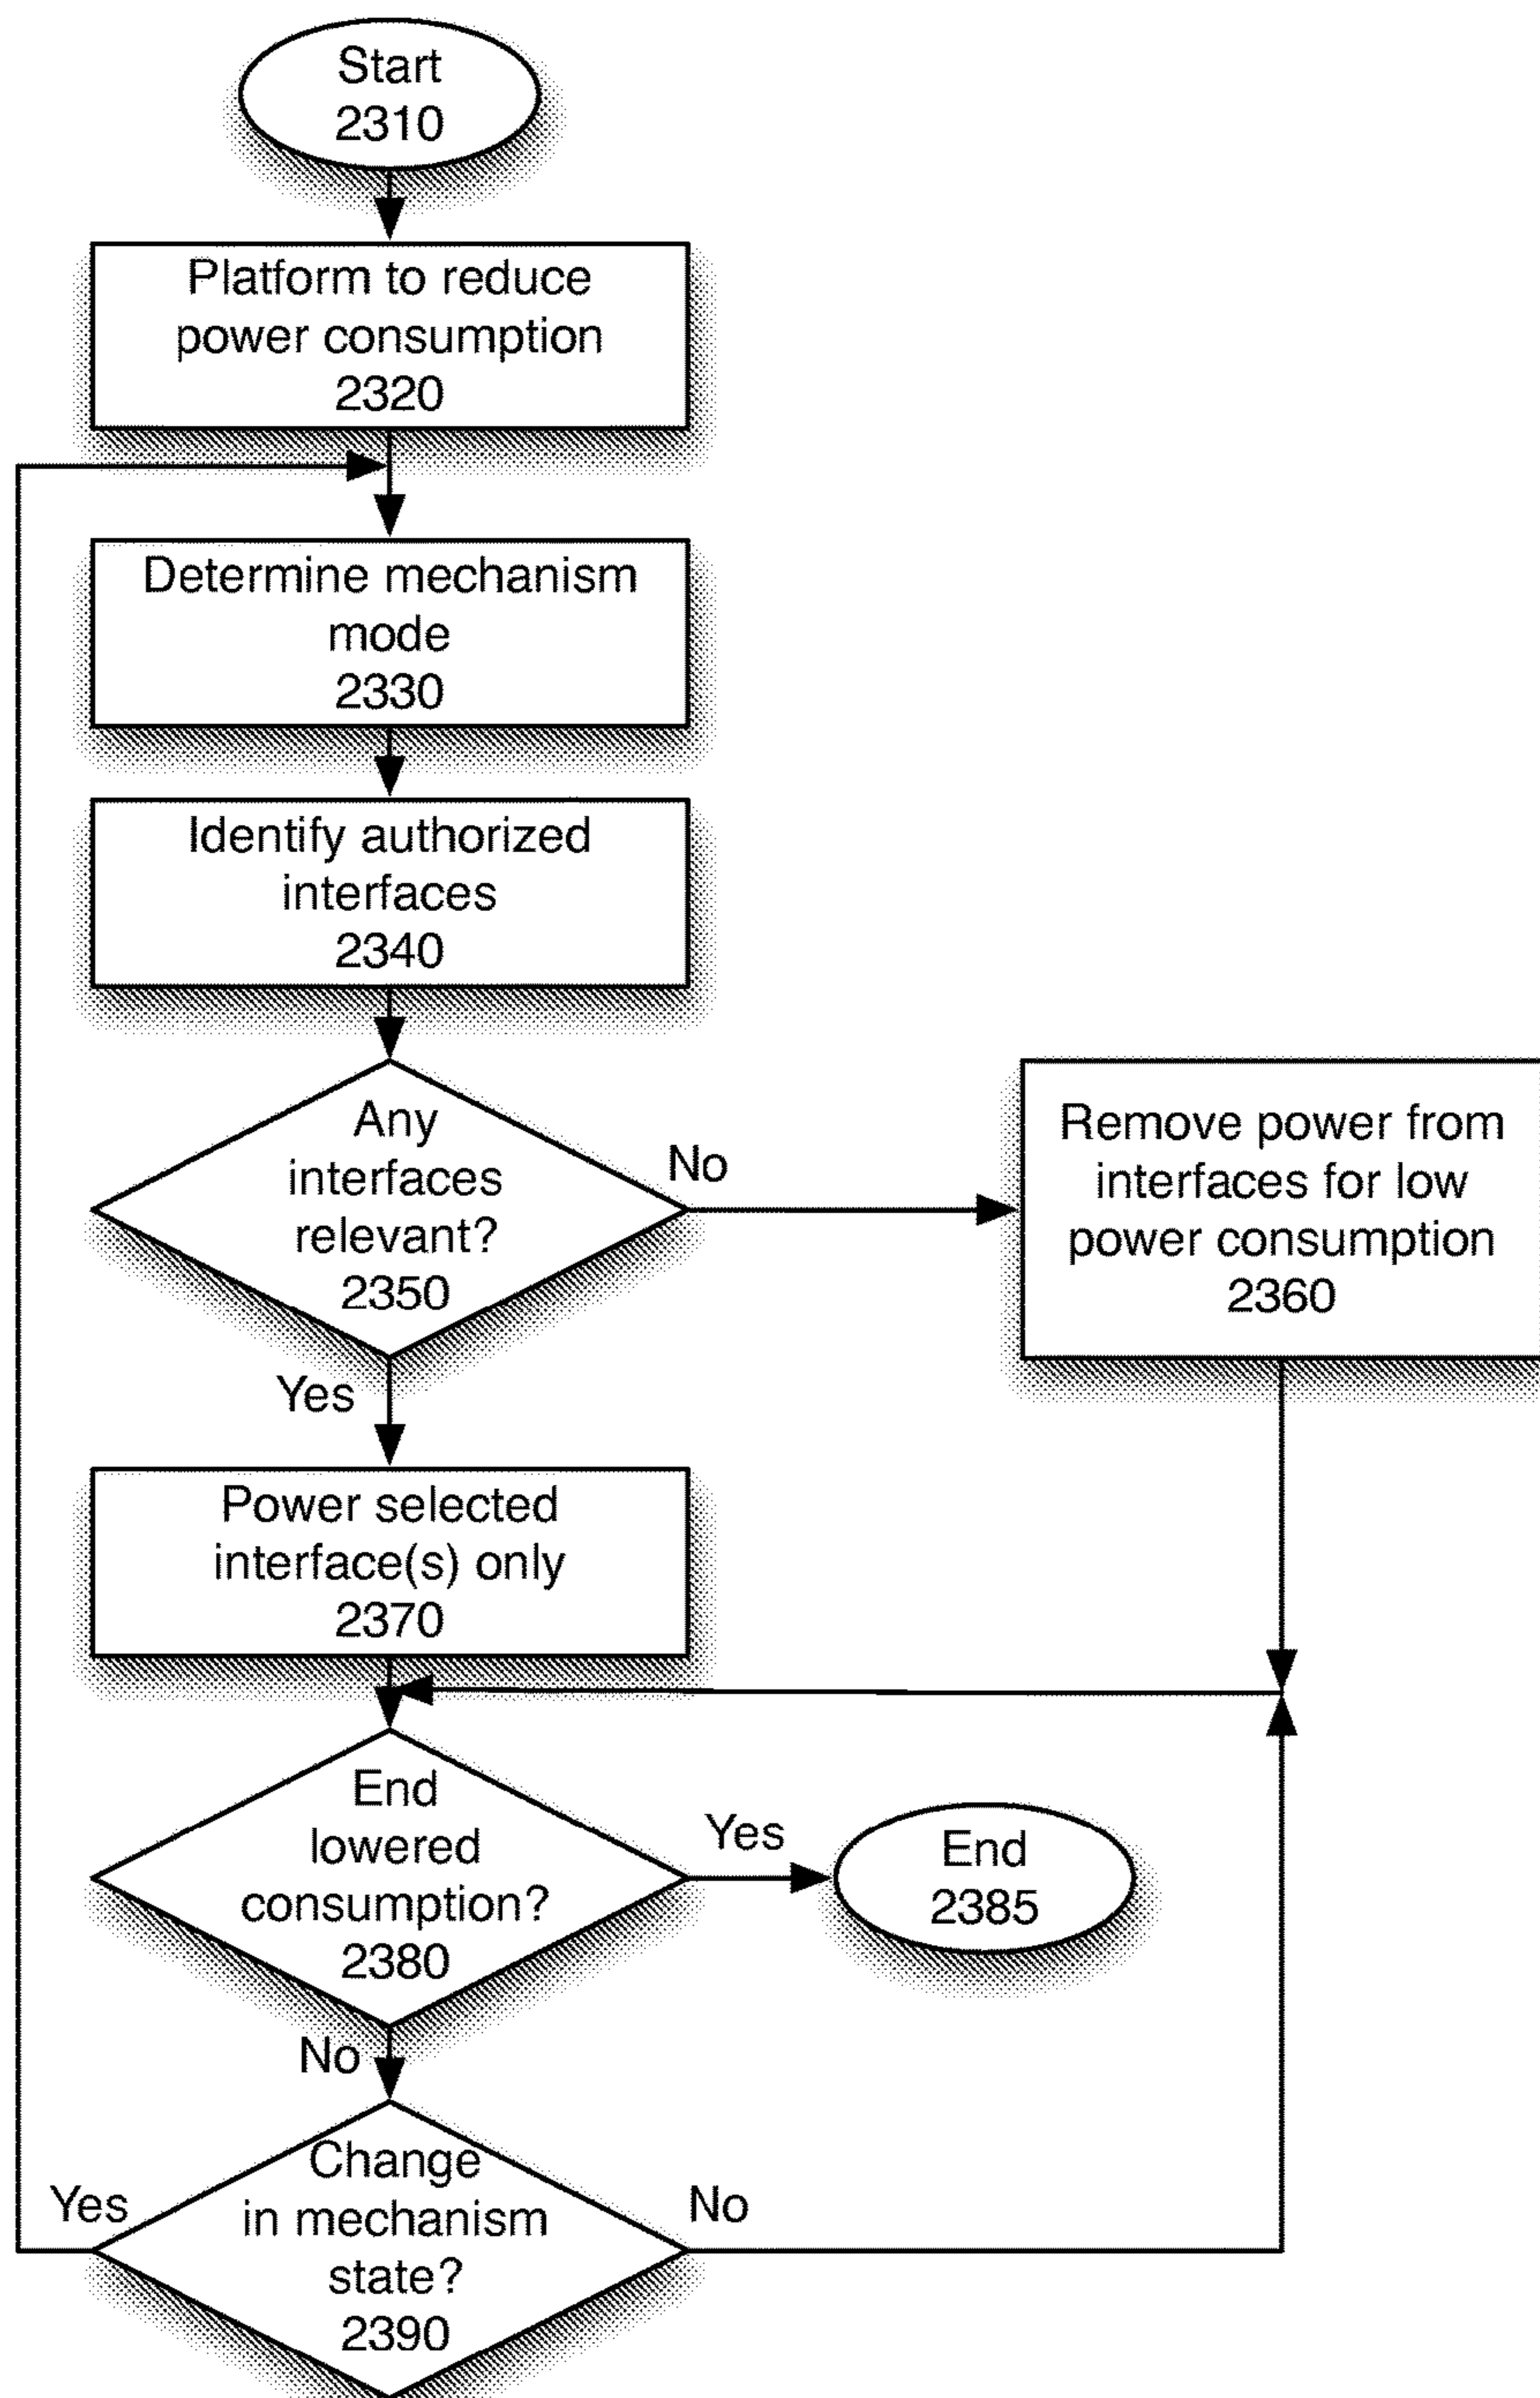 Start
2310
Platform to reduce
power consumption
2320
Determine mechanism
mode
2330
Identify authorized
interfaces
2340
Any
interfaces
relevant?
2350
No
Remove power from
interfaces for low
power consumption
2360
Yes
Power selected
interface(s) only
2370
End
lowered
consumption?
2380
Yes
End
2385
No
Change
in mechanism
state?
2390
Yes
No